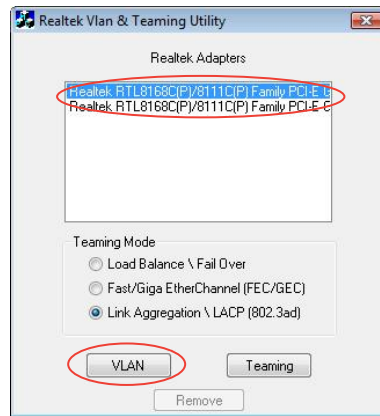 Realtek Vlan & Teaming Utility
Realtek Adapters
Realtek RTL8168C(P)/8111C(P) Family PCI-E G
Realtek RTL8168C(P)/8111C(P) Family PCI-E G
Teaming Mode
Load Balance \ Fail Over
Fast/Giga EtherChannel (FEC/GEC)
Link Aggregation \ LACP (802.3ad)
VLAN
Teaming
Remove